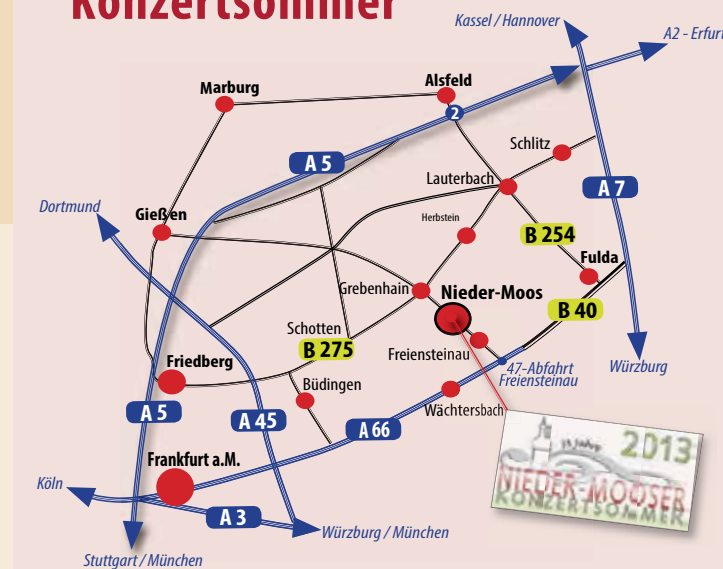 Konzertsommer
Kassel / Hannover
A2 - Erfurt
Marburg
Alsfeld
2
Schlitz
A 5
Lauterbach
A 7
Dortmund
Gießen
Herbstein
B 254
Fulda
Grebenhain
Nieder-Moos
B 40
Schotten
B 275
Freiensteinau
Friedberg
47-Abfahrt
Freiensteinau
Würzburg
Büdingen
A 5
A 45
Wächtersbach
A 66
2013
NIEDER-MOOSER
KONZERTSOMMER
Frankfurt a.M.
Köln
A 3
Würzburg / München
Stuttgart / München